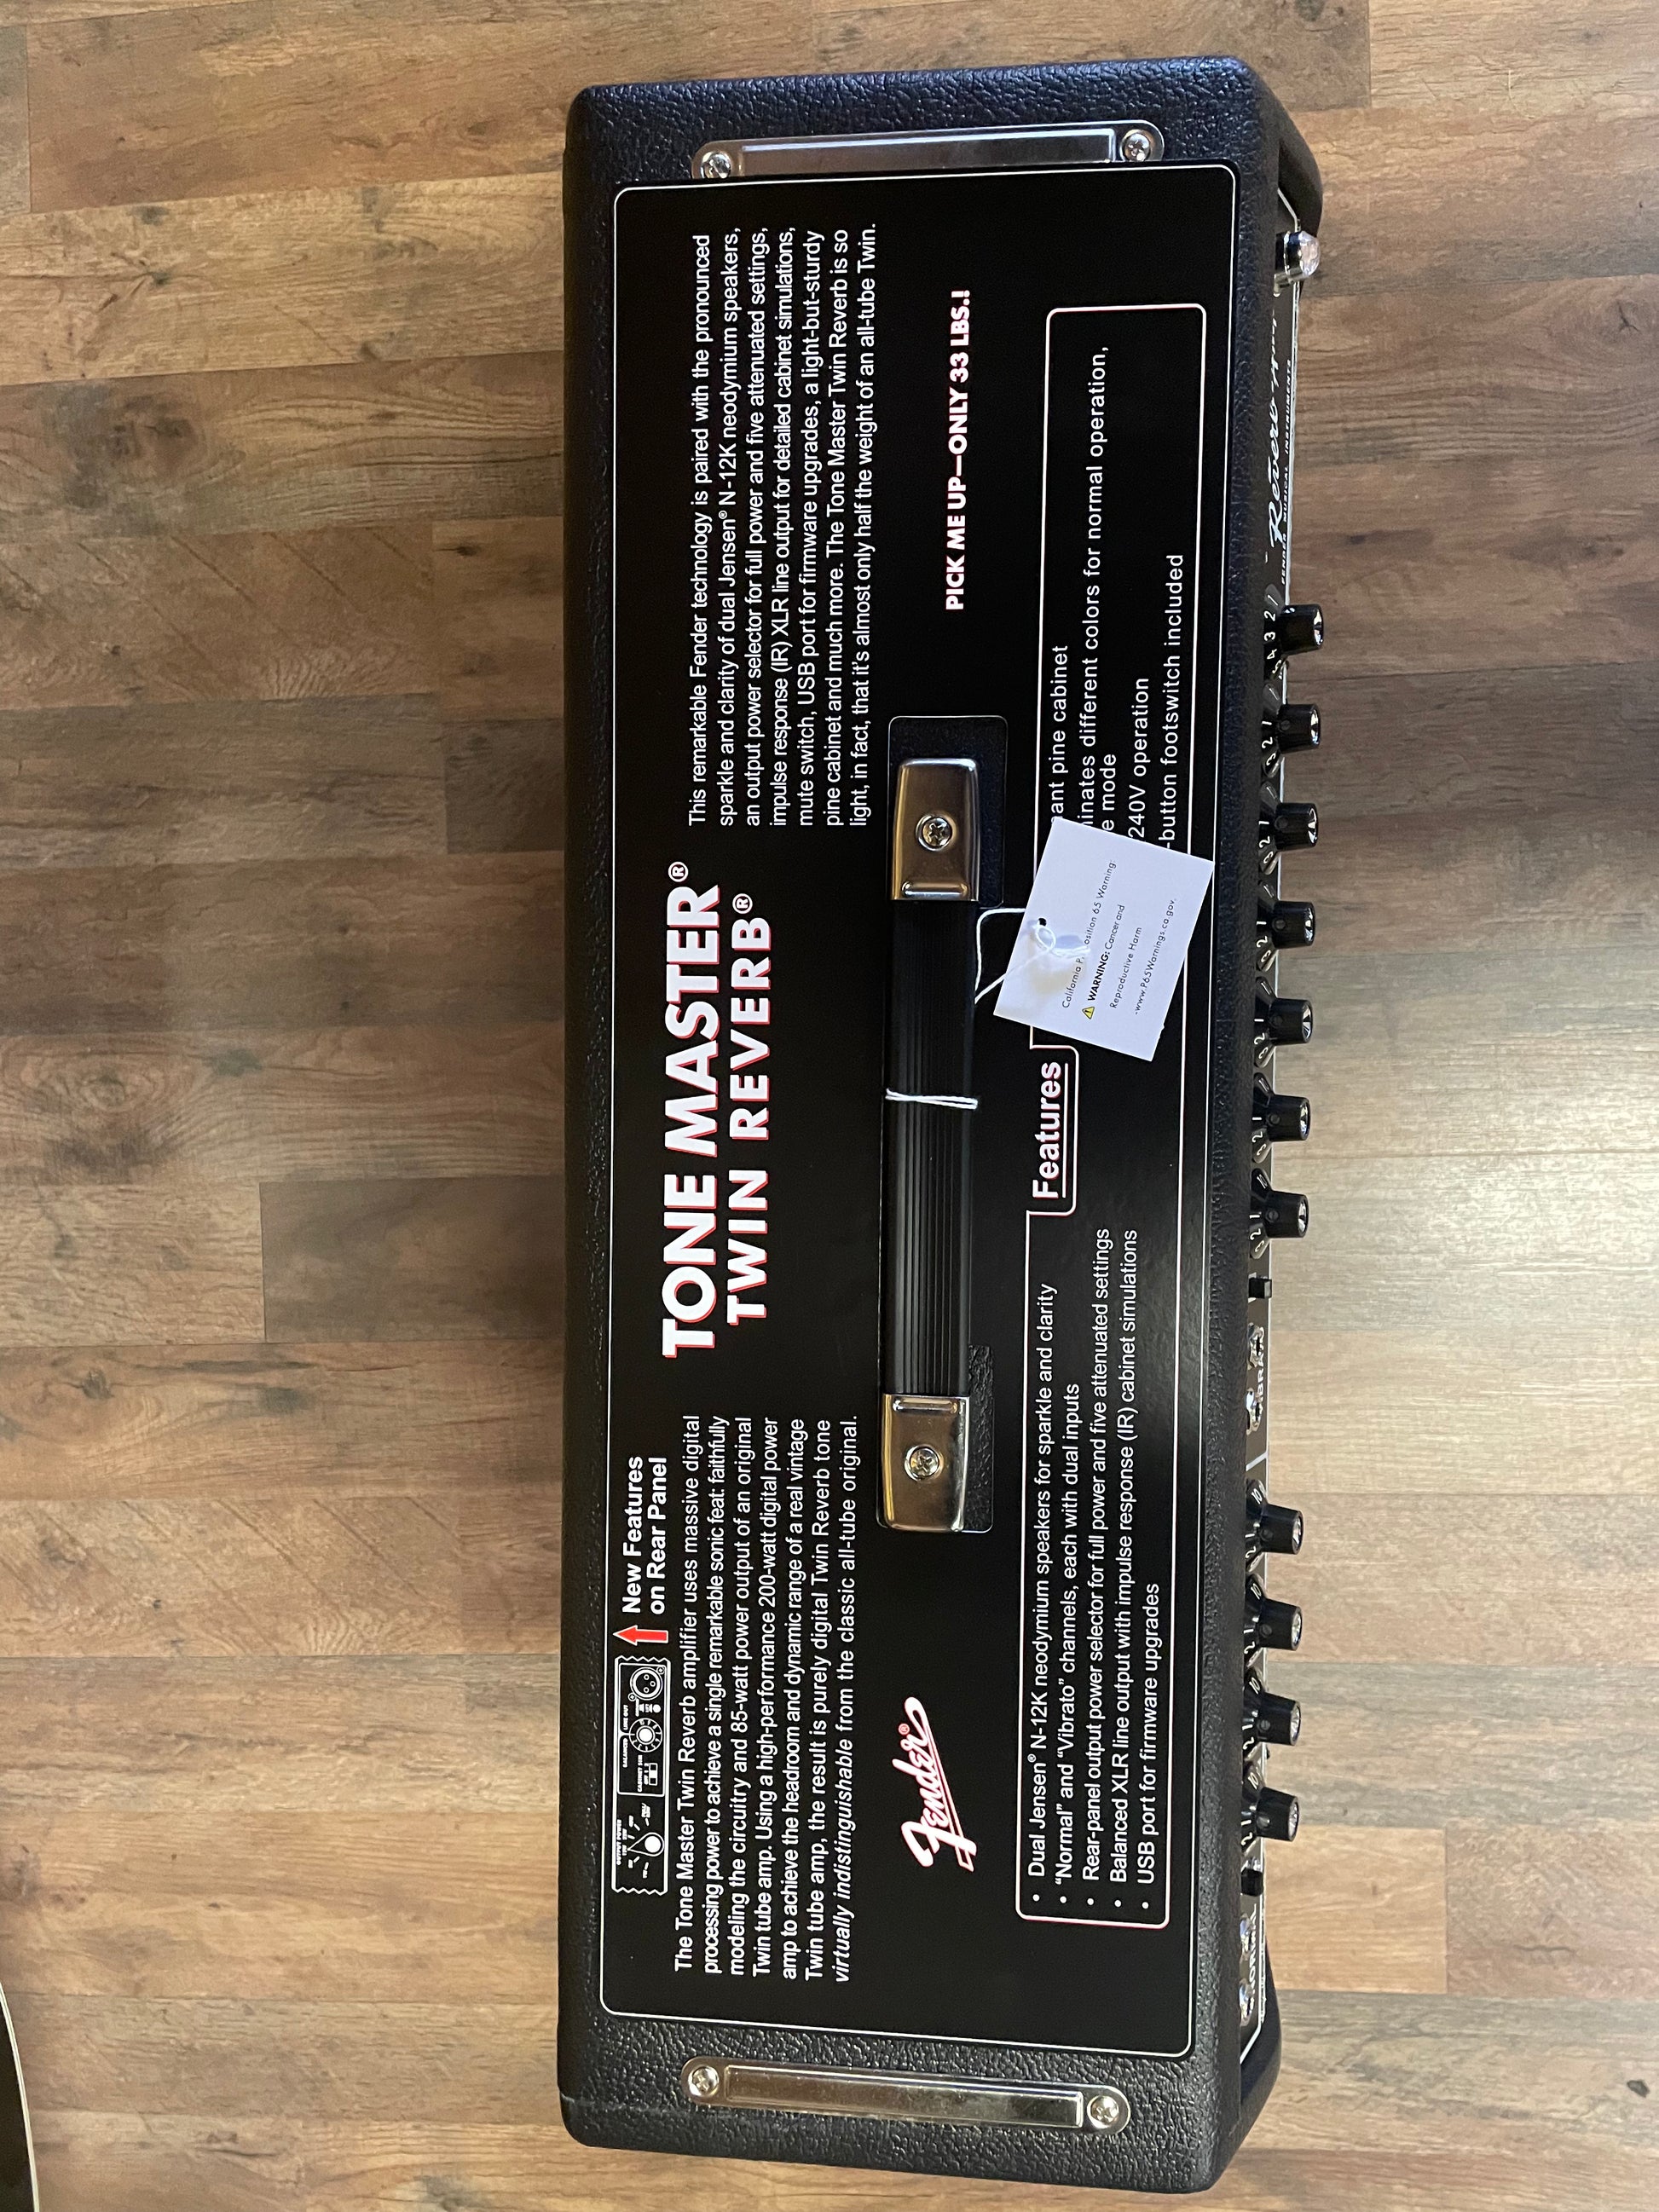 New Features
on Rear Panel
The Tone Master Twin Reverb amplifier uses massive digital
processing power to achieve a single remarkable sonic feat: faithfully
modeling the circuitry and 85-watt power output of an original
Twin tube amp. Using a high-performance 200-watt digital power
amp to achieve the headroom and dynamic range of a real vintage
Twin tube amp, the result is purely digital Twin Reverb tone
virtually indistinguishable from the classic all-tube original.
TONE MASTER®
TWIN REVERB®
This remarkable Fender technology is paired with the pronounced
sparkle and clarity of dual Jensen® N-12K neodymium speakers,
an output power selector for full power and five attenuated settings,
impulse response (IR) XLR line output for detailed cabinet simulations,
mute switch, USB port for firmware upgrades, a light-but-sturdy
pine cabinet and much more. The Tone Master Twin Reverb is so
light, in fact, that it's almost only half the weight of an all-tube Twin.
Fender®
PICK ME UP—ONLY 33 LBS.!
Features
• Dual Jensen® N-12K neodymium speakers for sparkle and clarity
• "Normal" and "Vibrato" channels, each with dual inputs
• Rear-panel output power selector for full power and five attenuated settings
• Balanced XLR line output with impulse response (IR) cabinet simulations
• USB port for firmware upgrades
pine cabinet
different colors for normal operation,
mode
240V operation
-button footswitch included
California
65 Warning:
⚠ WARNING: Cancer and
Reproductive Harm
-www.P65Warnings.ca.gov.
NORMAL
Reverb
FENDER MUSICAL INSTRUMENTS